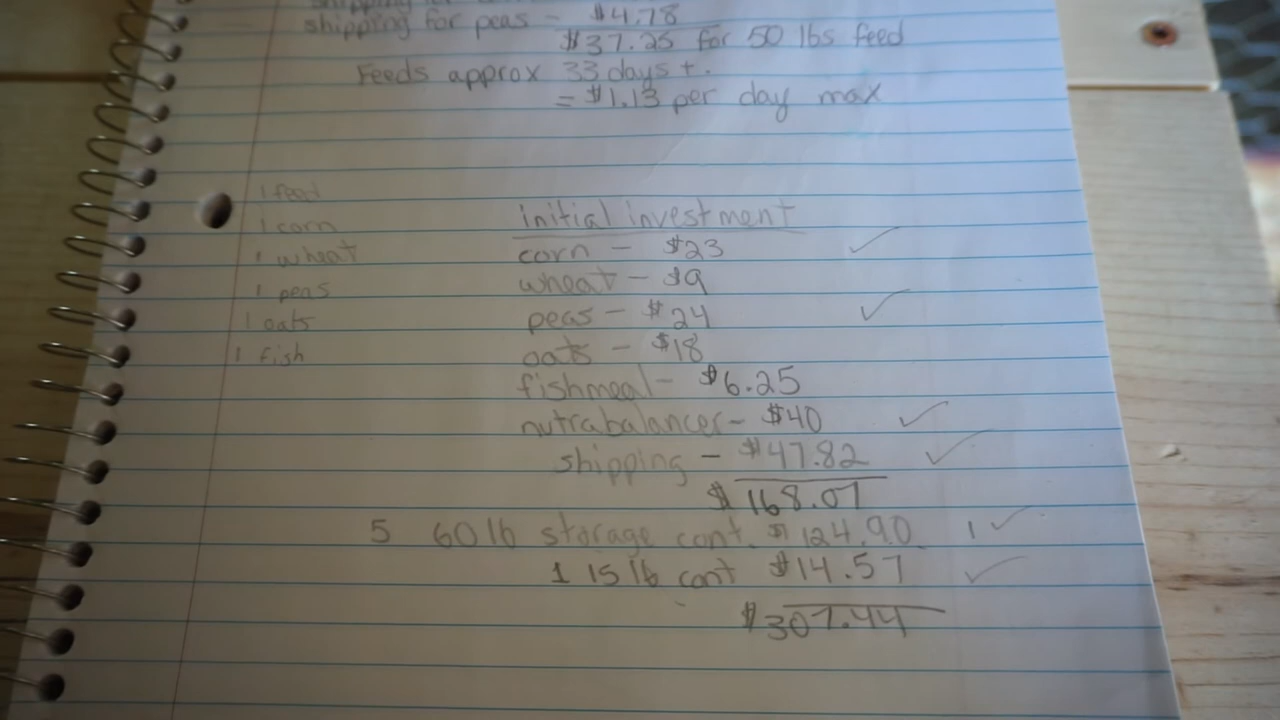 shipping for peas - $4.78
$37.25 for 50 lbs feed
Feeds approx 33 days +.
= $1.13 per day max
1 feed
1 corn
1 wheat
1 peas
1 oats
1 fish
initial investment
corn - $23
wheat - $9
peas - $24
oats - $18
fishmeal - $6.25
nutrabalancer - $40
shipping - $47.82
$168.07
5 60 lb storage cont. $124.90 1
1 15 lb cont $14.57
$307.44